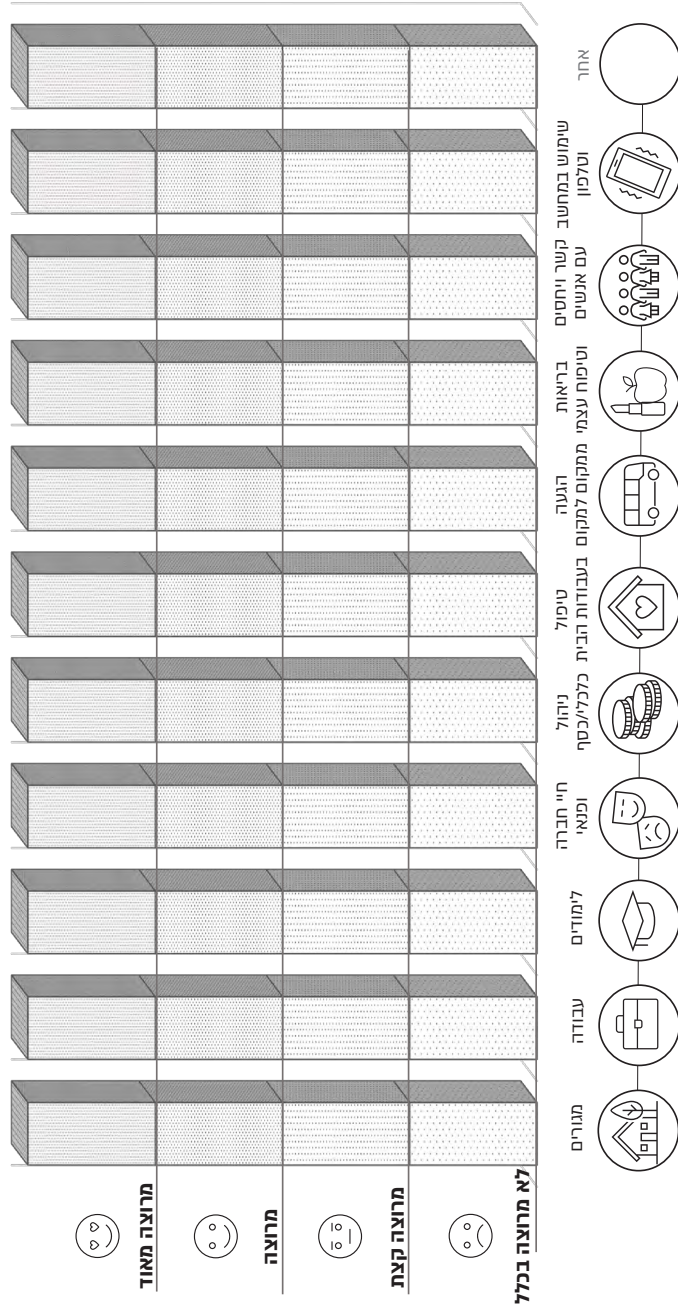 מרוצה מאוד
מרוצה
מרוצה קצת
לא מרוצה בכלל
מגורים
עבודה
לימודים
חיי חברה
ופנאי
ניהול
כלכלי/כסף
טיפול
בעבודות הבית
הגעה
ממקום למקום
בריאות
וטיפוח עצמי
קשר ויחסים
עם אנשים
שימוש במחשב
וטלפון
אחר